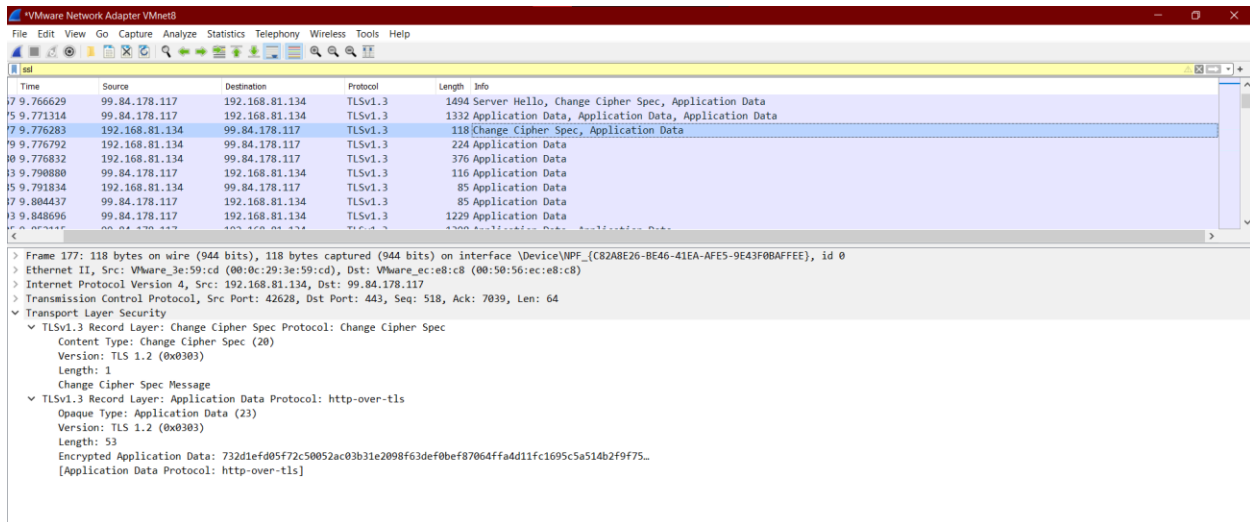 *VMware Network Adapter VMnet8
File Edit View Go Capture Analyze Statistics Telephony Wireless Tools Help
ssl
Time Source Destination Protocol Length Info
57 9.766629 99.84.178.117 192.168.81.134 TLSv1.3 1494 Server Hello, Change Cipher Spec, Application Data
75 9.771314 99.84.178.117 192.168.81.134 TLSv1.3 1332 Application Data, Application Data, Application Data
77 9.776283 192.168.81.134 99.84.178.117 TLSv1.3 118 Change Cipher Spec, Application Data
79 9.776792 192.168.81.134 99.84.178.117 TLSv1.3 224 Application Data
30 9.776832 192.168.81.134 99.84.178.117 TLSv1.3 376 Application Data
33 9.790880 99.84.178.117 192.168.81.134 TLSv1.3 116 Application Data
35 9.791834 192.168.81.134 99.84.178.117 TLSv1.3 85 Application Data
37 9.804437 99.84.178.117 192.168.81.134 TLSv1.3 85 Application Data
93 9.848696 99.84.178.117 192.168.81.134 TLSv1.3 1229 Application Data
Frame 177: 118 bytes on wire (944 bits), 118 bytes captured (944 bits) on interface \Device\NPF_{C82A8E26-BE46-41EA-AFE5-9E43F0BAFFEE}, id 0
Ethernet II, Src: VMware_3e:59:cd (00:0c:29:3e:59:cd), Dst: VMware_ec:e8:c8 (00:50:56:ec:e8:c8)
Internet Protocol Version 4, Src: 192.168.81.134, Dst: 99.84.178.117
Transmission Control Protocol, Src Port: 42628, Dst Port: 443, Seq: 518, Ack: 7039, Len: 64
Transport Layer Security
TLSv1.3 Record Layer: Change Cipher Spec Protocol: Change Cipher Spec
Content Type: Change Cipher Spec (20)
Version: TLS 1.2 (0x0303)
Length: 1
Change Cipher Spec Message
TLSv1.3 Record Layer: Application Data Protocol: http-over-tls
Opaque Type: Application Data (23)
Version: TLS 1.2 (0x0303)
Length: 53
Encrypted Application Data: 732d1efd05f72c50052ac03b31e2098f63def0bef87064ffa4d11fc1695c5a514b2f9f75…
[Application Data Protocol: http-over-tls]